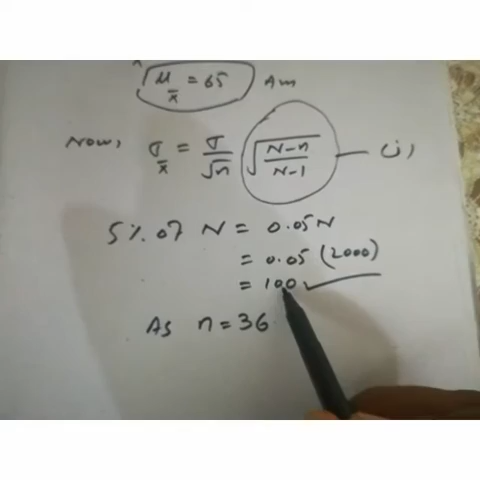 μx̄ = 65 Ans
Now, σx̄ = σ/√n √(N-n/N-1) — (i)
5% of N = 0.05N
= 0.05 (2000)
= 100 ✓
As n = 36